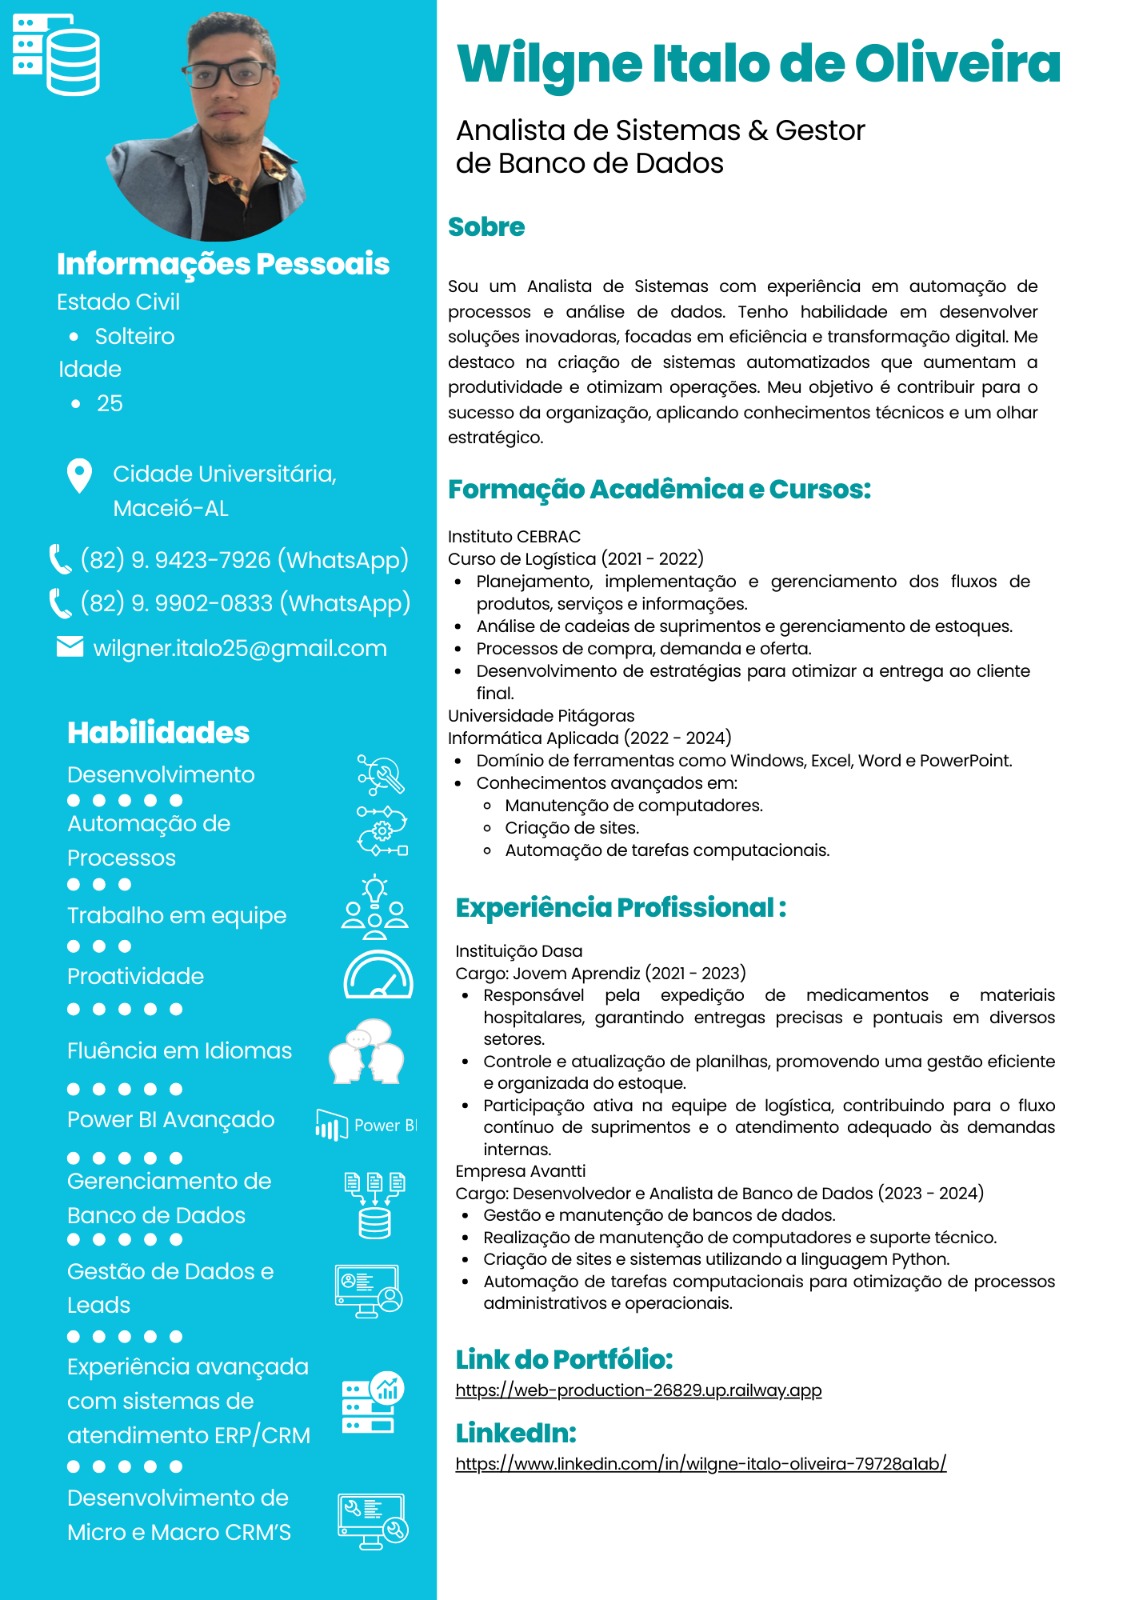 Wilgne Italo de Oliveira
Analista de Sistemas & Gestor
de Banco de Dados
Informações Pessoais
Estado Civil
• Solteiro
Idade
• 25
Cidade Universitária,
Maceió-AL
(82) 9. 9423-7926 (WhatsApp)
(82) 9. 9902-0833 (WhatsApp)
wilgner.italo25@gmail.com
Habilidades
Desenvolvimento
Automação de
Processos
Trabalho em equipe
Proatividade
Fluência em Idiomas
Power BI Avançado
Power BI
Gerenciamento de
Banco de Dados
Gestão de Dados e
Leads
Experiência avançada
com sistemas de
atendimento ERP/CRM
Desenvolvimento de
Micro e Macro CRM'S
Sobre
Sou um Analista de Sistemas com experiência em automação de
processos e análise de dados. Tenho habilidade em desenvolver
soluções inovadoras, focadas em eficiência e transformação digital. Me
destaco na criação de sistemas automatizados que aumentam a
produtividade e otimizam operações. Meu objetivo é contribuir para o
sucesso da organização, aplicando conhecimentos técnicos e um olhar
estratégico.
Formação Acadêmica e Cursos:
Instituto CEBRAC
Curso de Logística (2021 - 2022)
• Planejamento, implementação e gerenciamento dos fluxos de
produtos, serviços e informações.
• Análise de cadeias de suprimentos e gerenciamento de estoques.
• Processos de compra, demanda e oferta.
• Desenvolvimento de estratégias para otimizar a entrega ao cliente
final.
Universidade Pitágoras
Informática Aplicada (2022 - 2024)
• Domínio de ferramentas como Windows, Excel, Word e PowerPoint.
• Conhecimentos avançados em:
◦ Manutenção de computadores.
◦ Criação de sites.
◦ Automação de tarefas computacionais.
Experiência Profissional :
Instituição Dasa
Cargo: Jovem Aprendiz (2021 - 2023)
• Responsável pela expedição de medicamentos e materiais
hospitalares, garantindo entregas precisas e pontuais em diversos
setores.
• Controle e atualização de planilhas, promovendo uma gestão eficiente
e organizada do estoque.
• Participação ativa na equipe de logística, contribuindo para o fluxo
contínuo de suprimentos e o atendimento adequado às demandas
internas.
Empresa Avantti
Cargo: Desenvolvedor e Analista de Banco de Dados (2023 - 2024)
• Gestão e manutenção de bancos de dados.
• Realização de manutenção de computadores e suporte técnico.
• Criação de sites e sistemas utilizando a linguagem Python.
• Automação de tarefas computacionais para otimização de processos
administrativos e operacionais.
Link do Portfólio:
https://web-production-26829.up.railway.app
LinkedIn:
https://www.linkedin.com/in/wilgne-italo-oliveira-79728a1ab/